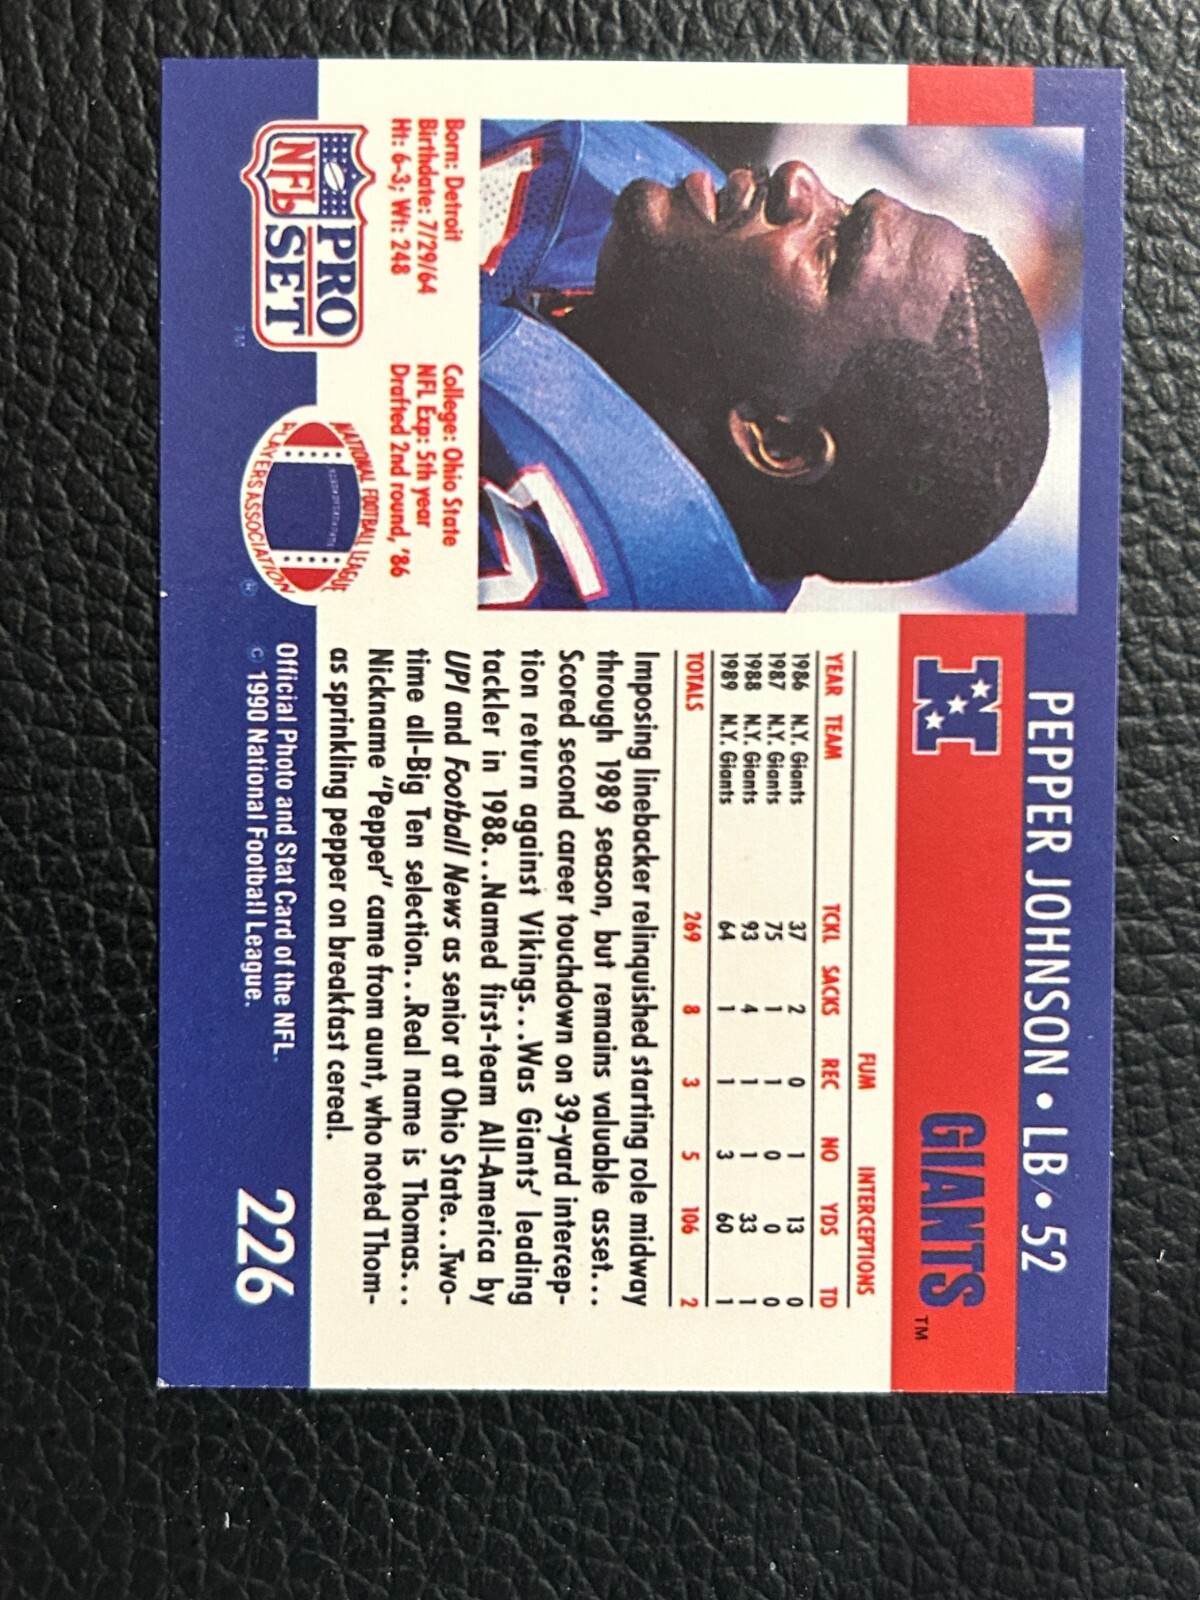 PEPPER JOHNSON • LB • 52
GIANTS™
N
FUM INTERCEPTIONS
YEAR TEAM TCKL SACKS REC NO YDS TD
1986 N.Y. Giants 37 2 0 1 13 0
1987 N.Y. Giants 75 1 1 0 0 0
1988 N.Y. Giants 93 4 1 1 33 1
1989 N.Y. Giants 64 1 1 3 60 1
TOTALS 269 8 3 5 106 2
Imposing linebacker relinquished starting role midway
through 1989 season, but remains valuable asset...
Scored second career touchdown on 39-yard intercep-
tion return against Vikings...Was Giants' leading
tackler in 1988...Named first-team All-America by
UPI and Football News as senior at Ohio State...Two-
time all-Big Ten selection...Real name is Thomas...
Nickname "Pepper" came from aunt, who noted Thom-
as sprinkling pepper on breakfast cereal.
Born: Detroit
Birthdate: 7/29/64
Ht: 6-3; Wt: 248
College: Ohio State
NFL Exp: 5th year
Drafted 2nd round, '86
PRO
NFL SET
TM
NATIONAL FOOTBALL LEAGUE
PLAYERS ASSOCIATION
®
Official Photo and Stat Card of the NFL.
© 1990 National Football League.
226